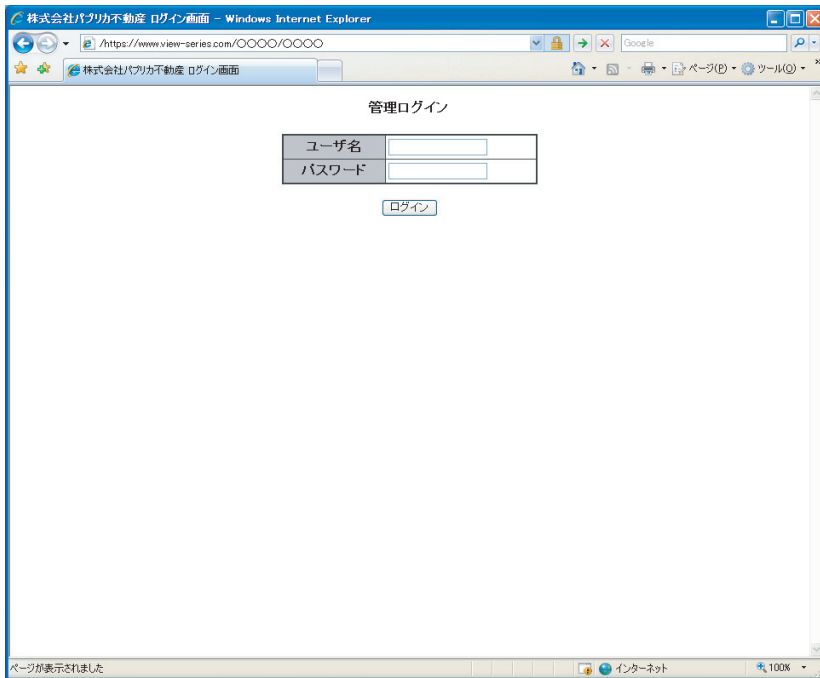 株式会社パプリカ不動産 ログイン画面 - Windows Internet Explorer
/https://www.view-series.com/○○○○/○○○○
Google
株式会社パプリカ不動産 ログイン画面
ページ(P)
ツール(O)
管理ログイン
ユーザ名
パスワード
ログイン
ページが表示されました
インターネット
100%